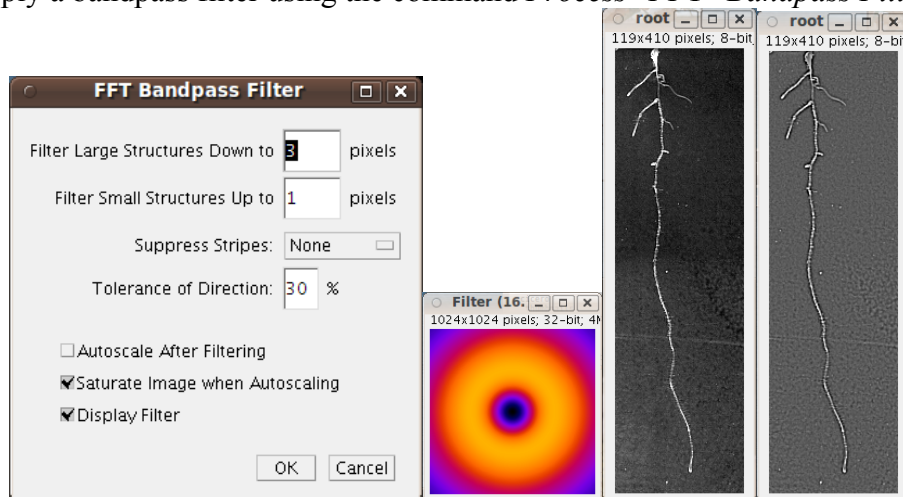 ply a bandpass filter using the command Process FFT Bandpass Filt
FFT Bandpass Filter
Filter Large Structures Down to 3 pixels
Filter Small Structures Up to 1 pixels
Suppress Stripes: None
Tolerance of Direction: 30 %
Autoscale After Filtering
Saturate Image when Autoscaling
Display Filter
OK Cancel
Filter (16.
1024x1024 pixels; 32-bit; 4M
root
119x410 pixels; 8-bit
root
119x410 pixels; 8-bit